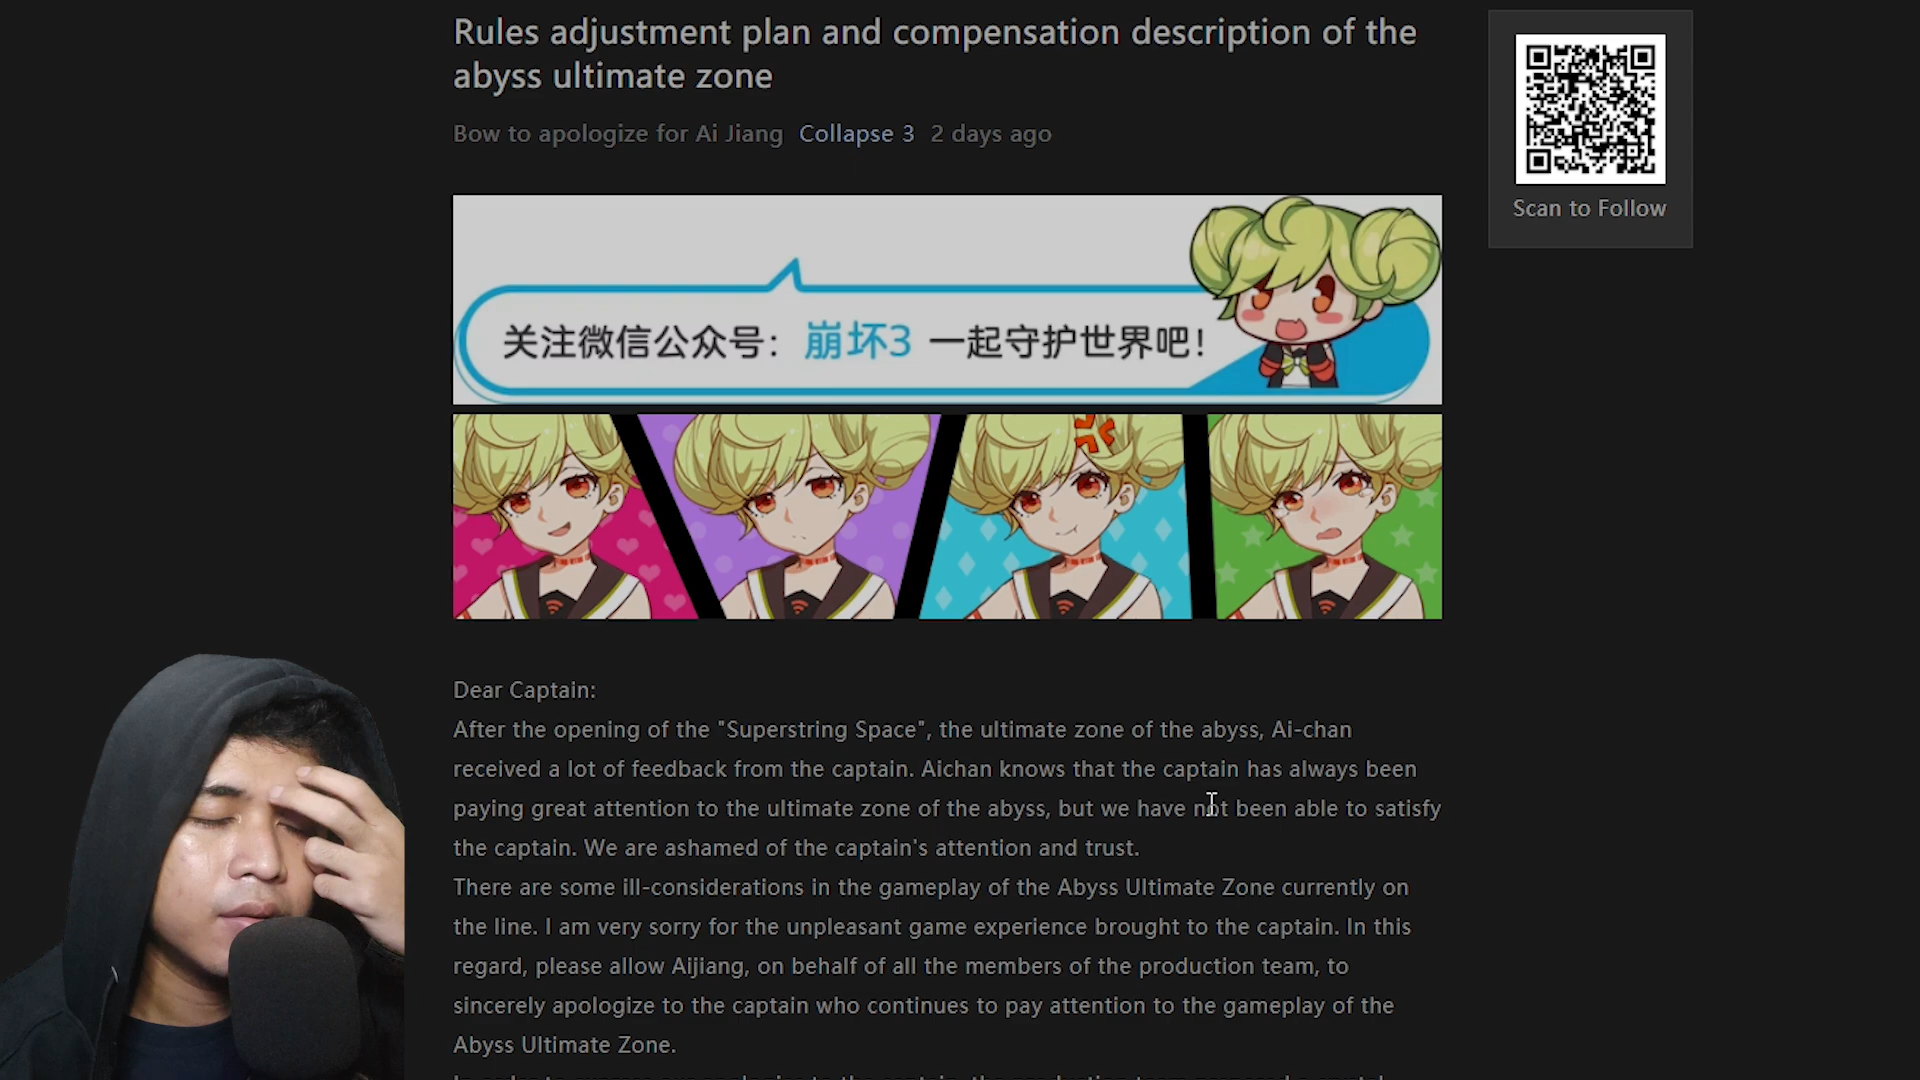 Rules adjustment plan and compensation description of the
abyss ultimate zone
Bow to apologize for Ai Jiang Collapse 3 2 days ago
Scan to Follow
关注微信公众号：崩坏3 一起守护世界吧！
Dear Captain:
After the opening of the "Superstring Space", the ultimate zone of the abyss, Ai-chan
received a lot of feedback from the captain. Aichan knows that the captain has always been
paying great attention to the ultimate zone of the abyss, but we have not been able to satisfy
the captain. We are ashamed of the captain's attention and trust.
There are some ill-considerations in the gameplay of the Abyss Ultimate Zone currently on
the line. I am very sorry for the unpleasant game experience brought to the captain. In this
regard, please allow Aijiang, on behalf of all the members of the production team, to
sincerely apologize to the captain who continues to pay attention to the gameplay of the
Abyss Ultimate Zone.